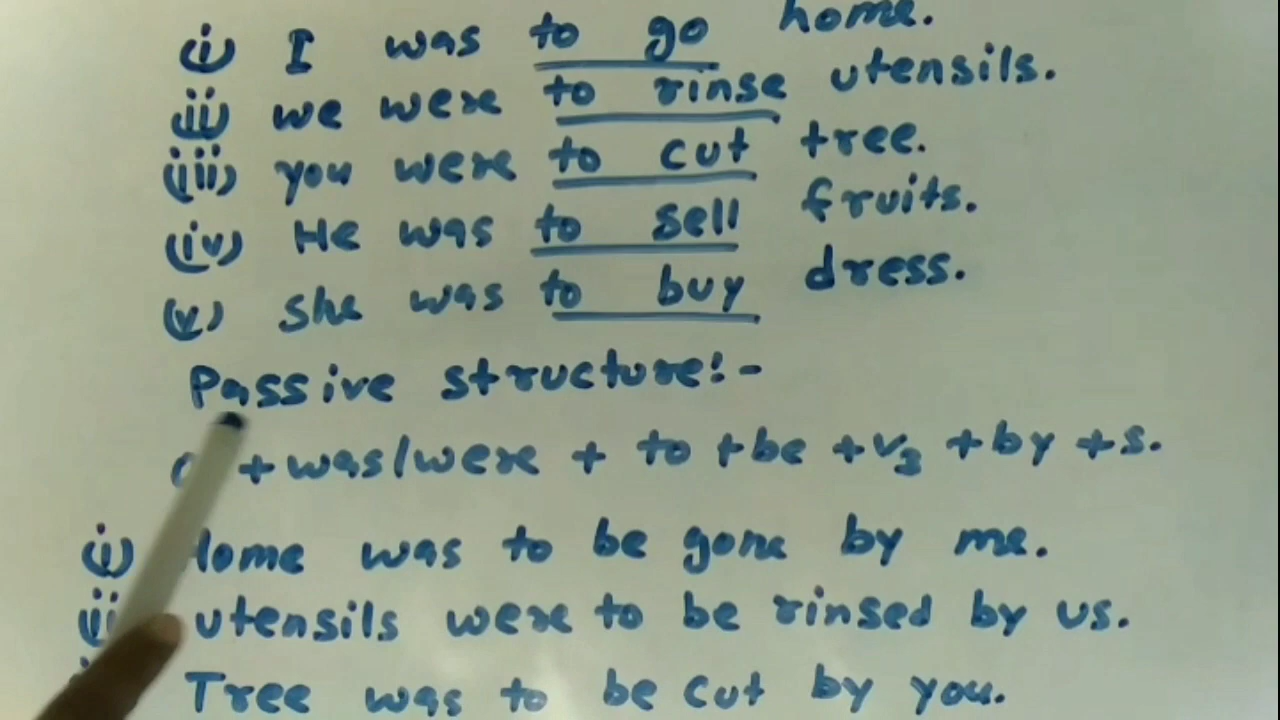 (i) I was to go home.
(ii) we were to rinse utensils.
(iii) you were to cut tree.
(iv) He was to sell fruits.
(v) She was to buy dress.
Passive structure:-
+ was/were + to + be + v3 + by + s.
(i) Home was to be gone by me.
(ii utensils were to be rinsed by us.
Tree was to be cut by you.